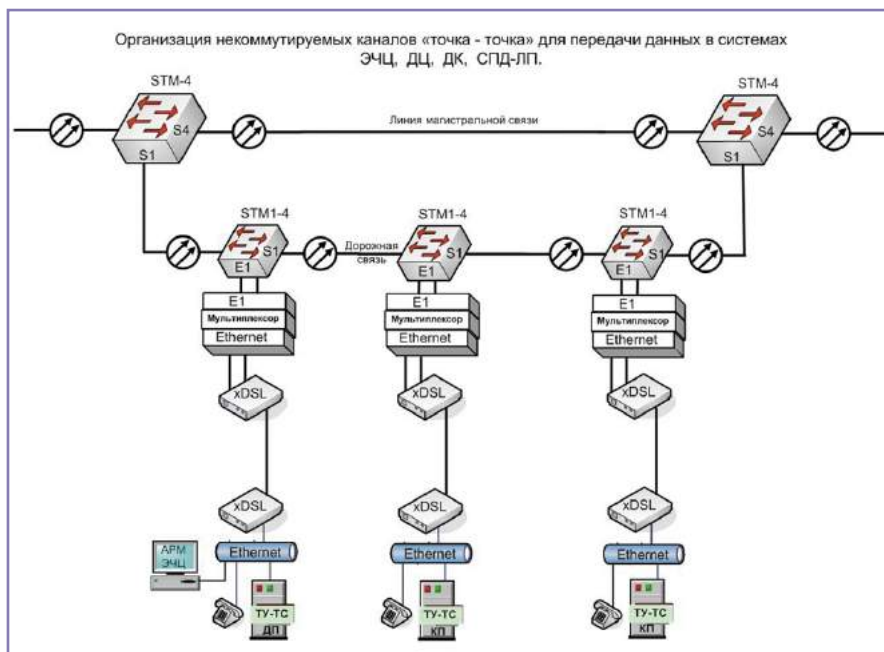 Организация некоммутируемых каналов «точка - точка» для передачи данных в системах
ЭЧЦ, ДЦ, ДК, СПД-ЛП.
STM-4
STM-4
S4
S1
Линия магистральной связи
S4
S1
STM1-4
STM1-4
STM1-4
S1
E1
Дорожная
связь
S1
E1
S1
E1
E1
Мультиплексор
Ethernet
E1
Мультиплексор
Ethernet
E1
Мультиплексор
Ethernet
xDSL
xDSL
xDSL
xDSL
xDSL
xDSL
АРМ
ЭЧЦ
Ethernet
Ethernet
Ethernet
ТУ-ТС
ДП
ТУ-ТС
КП
ТУ-ТС
КП